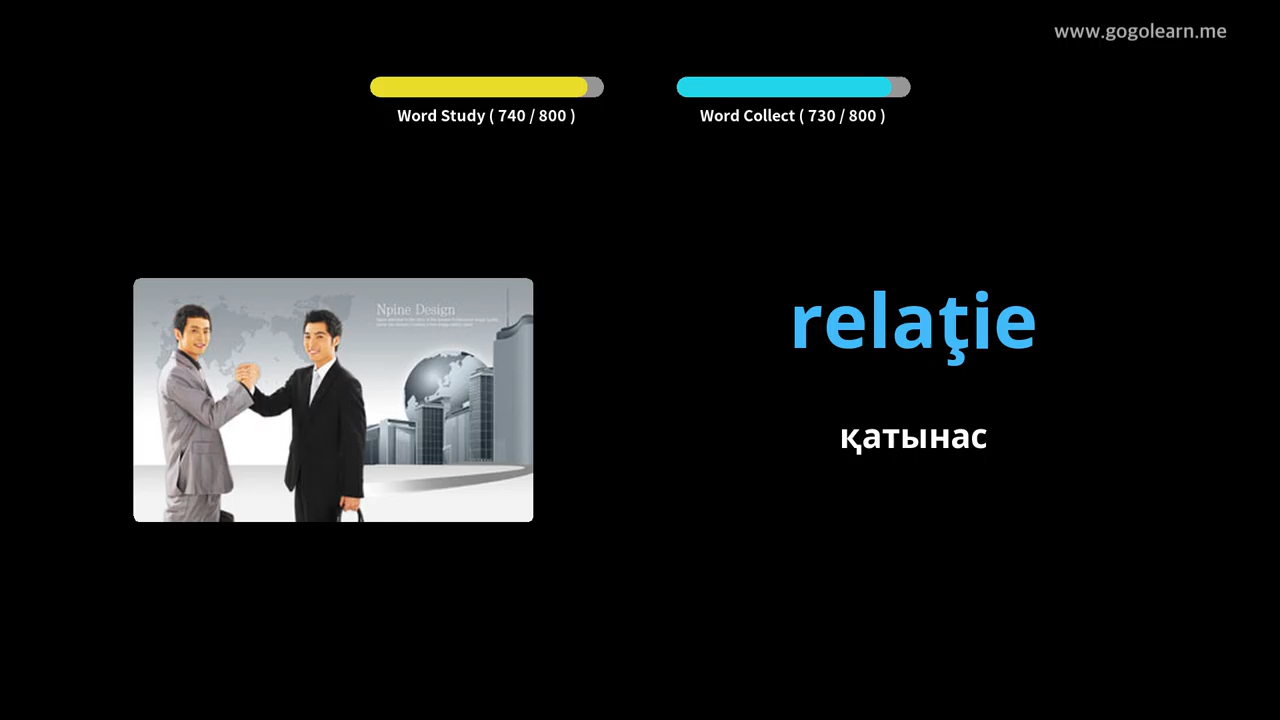 www.gogolearn.me
Word Study ( 740 / 800 )
Word Collect ( 730 / 800 )
Npine Design
relaţie
қатынас